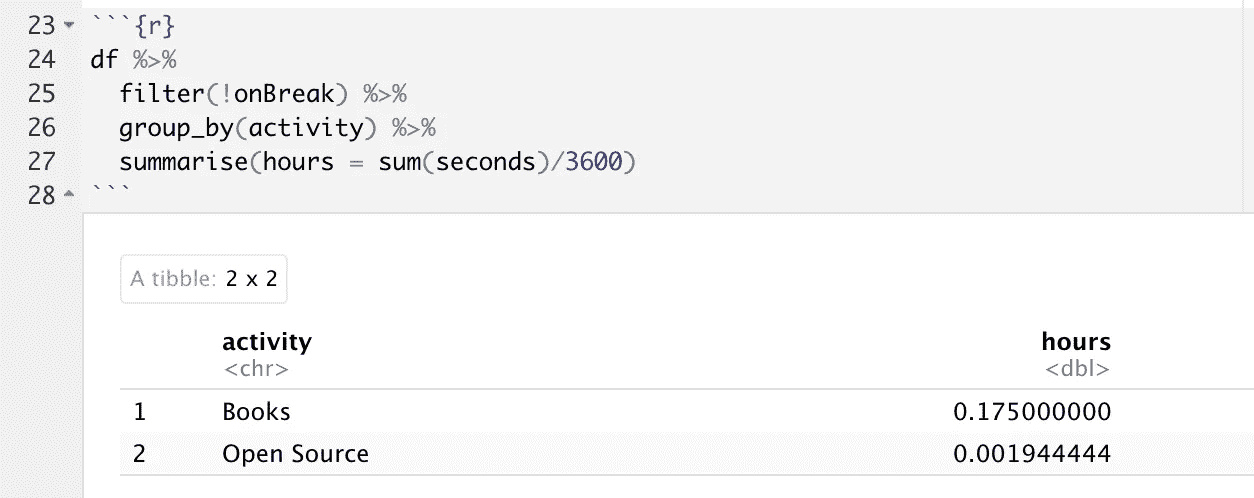 23 ```{r}
24 df %>%
25   filter(!onBreak) %>%
26   group_by(activity) %>%
27   summarise(hours = sum(seconds)/3600)
28 ```
A tibble: 2 x 2
activity hours
<chr> <dbl>
1 Books 0.175000000
2 Open Source 0.001944444